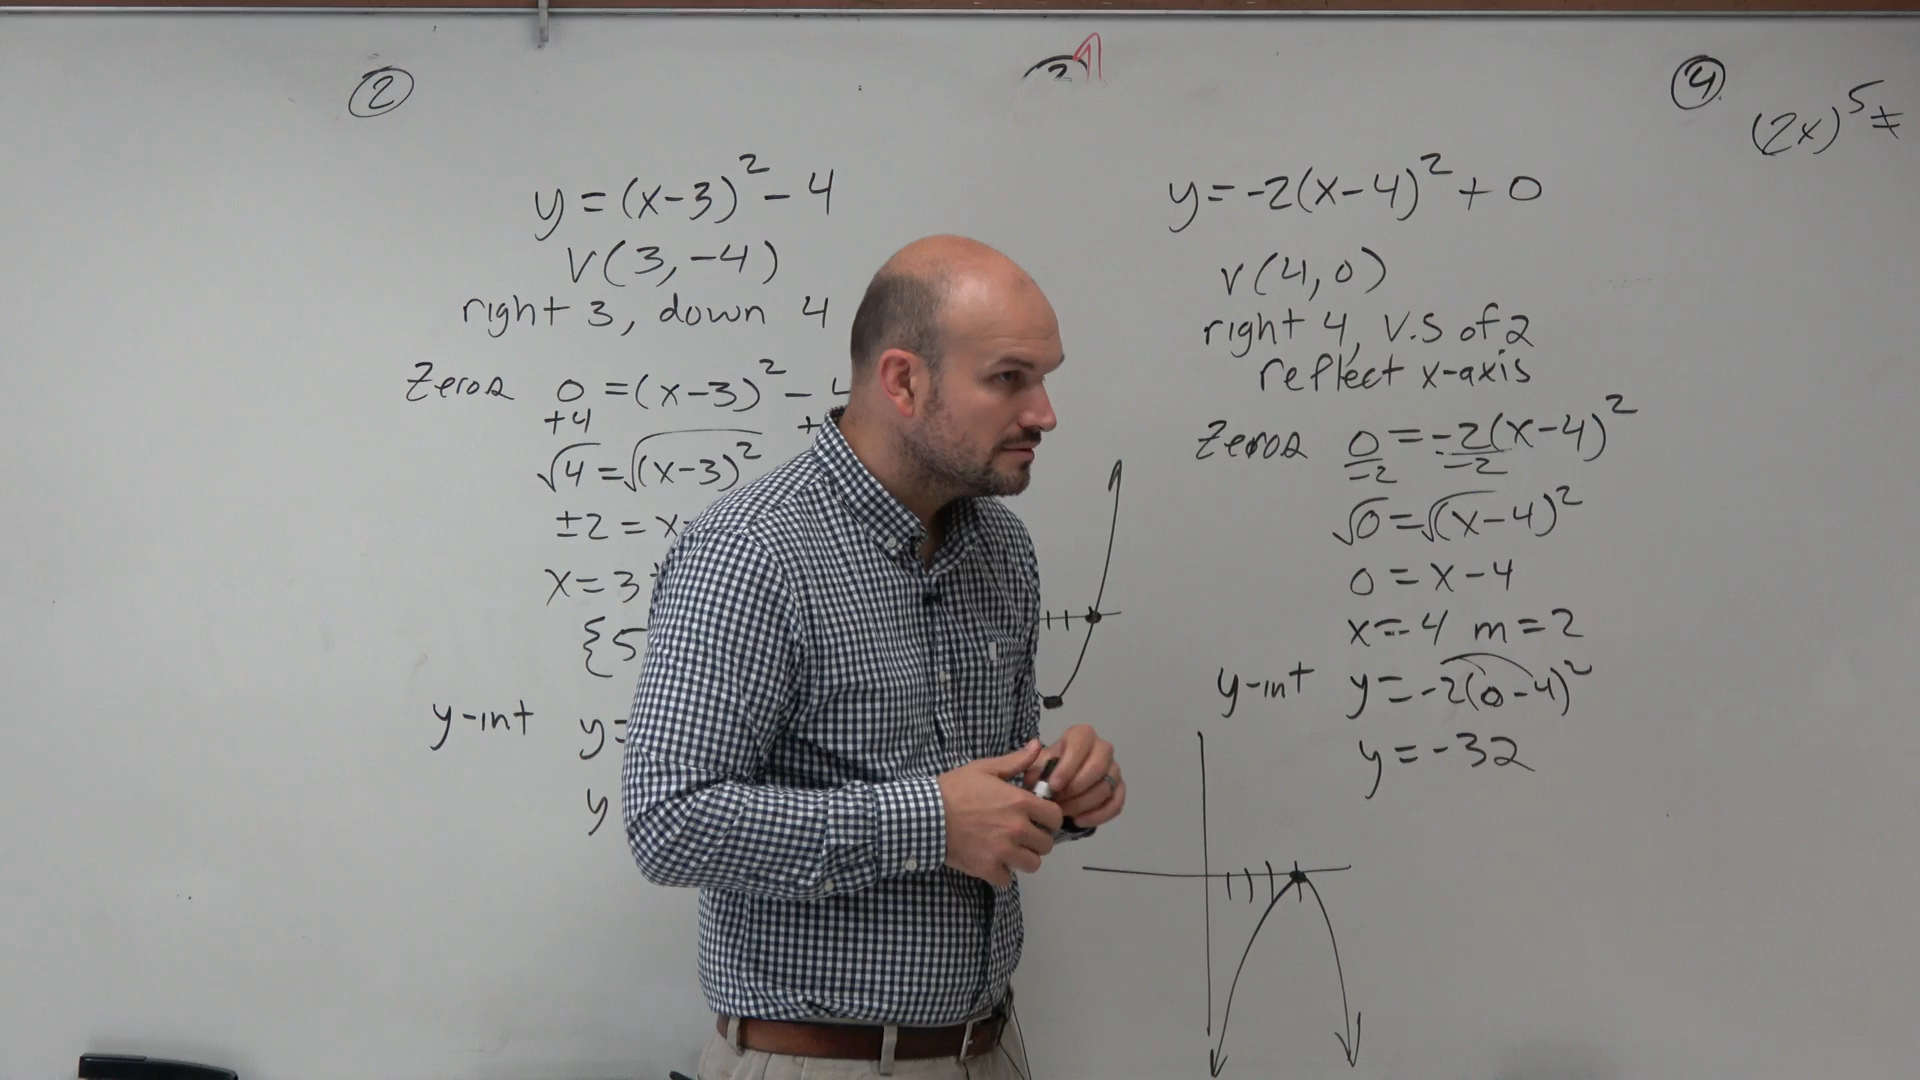 ②
y = (x-3)² - 4
V(3, -4)
right 3, down 4
Zeros 0 = (x-3)² -
+4 +
√4 = √(x-3)²
±2 = x
x = 3
{5
y-int y =
y
y = -2(x-4)² + 0
v(4, 0)
right 4, V.S of 2
reflect x-axis
Zeros 0 = -2(x-4)²
-2 -2
√0 = √(x-4)²
0 = x - 4
x = 4 m = 2
y-int y = -2(0-4)²
y = -32
④
(2x)⁵ ≠